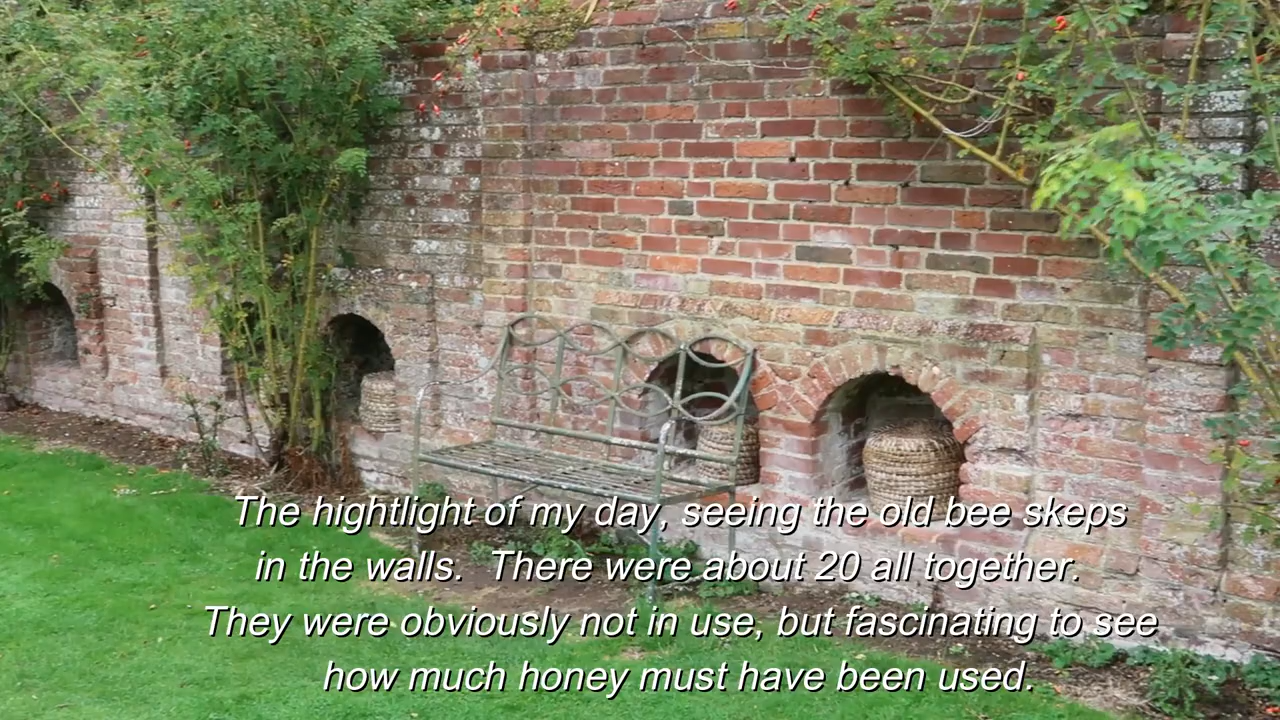 The hightlight of my day, seeing the old bee skeps
in the walls.  There were about 20 all together.
They were obviously not in use, but fascinating to see
how much honey must have been used.